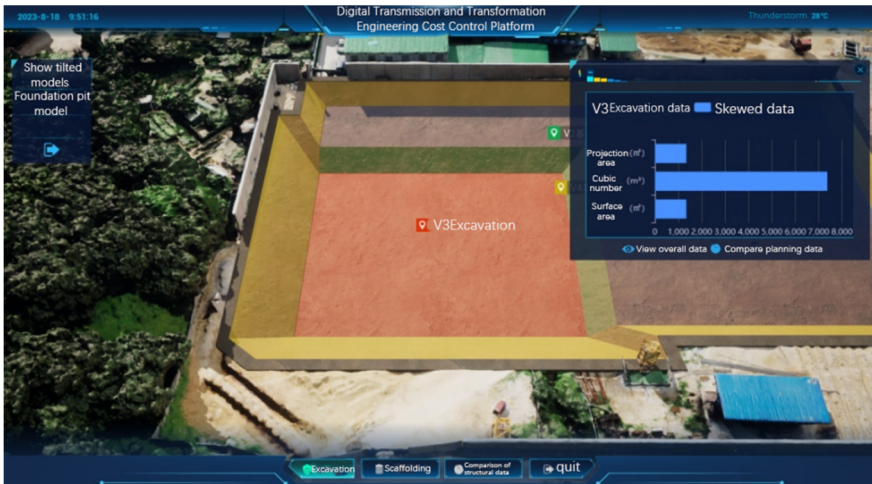 2023-8-18 9:51:16
Digital Transmission and Transformation
Engineering Cost Control Platform
Thunderstorm 28°C
Show tilted
models
Foundation pit
model
V3Excavation data
Skewed data
Projection area (㎡)
Cubic number (m³)
Surface area (㎡)
0 1,000 2,000 3,000 4,000 5,000 6,000 7,000 8,000
View overall data
Compare planning data
V3Excavation
Excavation
Scaffolding
Comparison of
structural data
quit